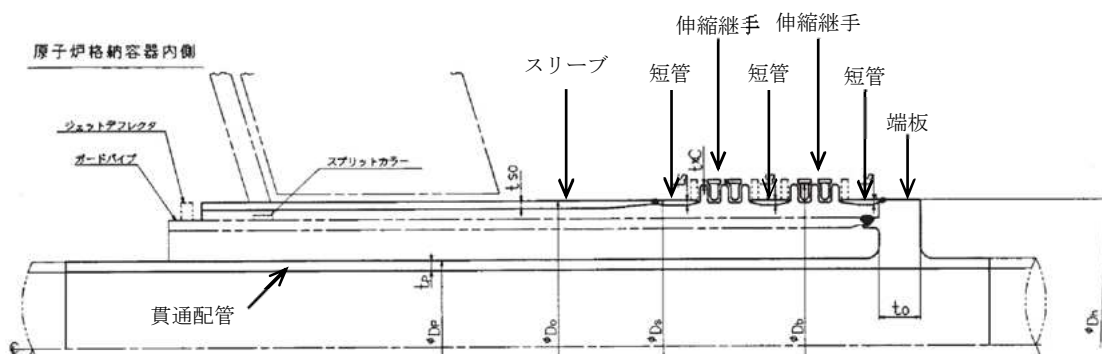 伸縮継手
伸縮継手
原子炉格納容器内側
スリーブ
短管
短管
短管
端板
ジェットデフレクタ
ガードパイプ
スプリットカラー
tso
txC
tp
貫通配管
to
φDp
φDo
φDs
φDb
φDh